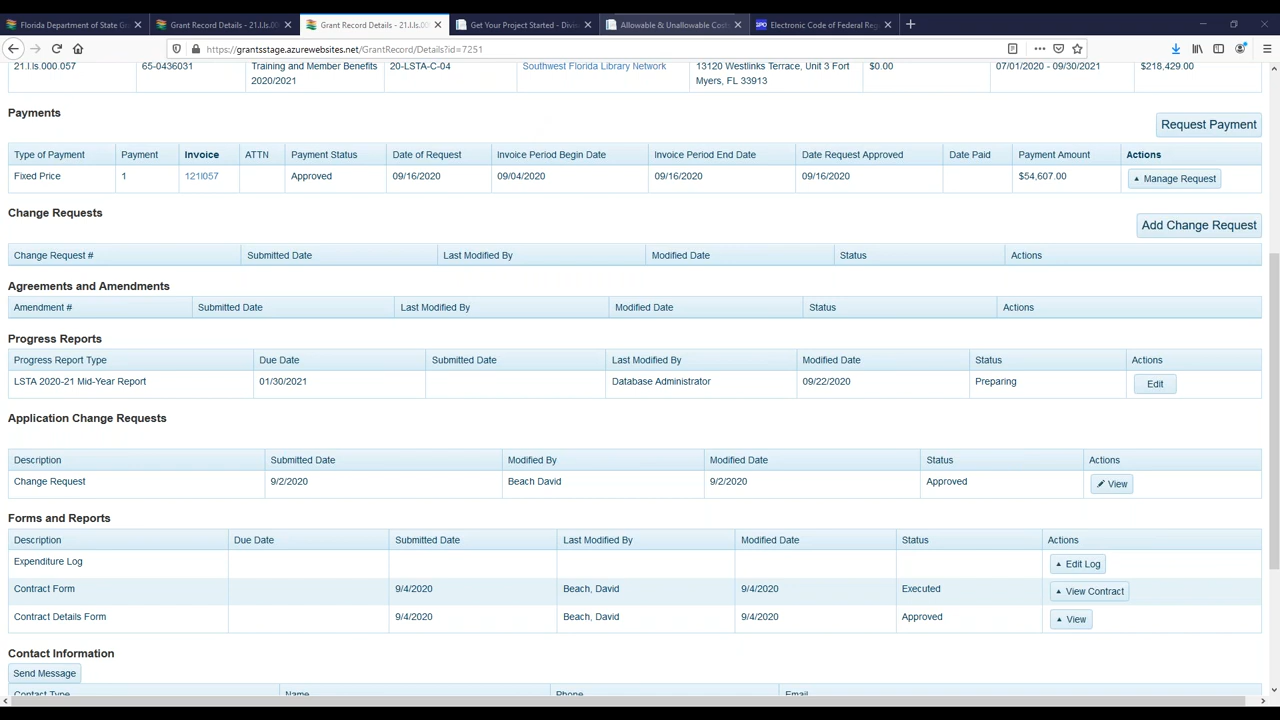 Florida Department of State Gr
Grant Record Details - 21.l.ls.00
Grant Record Details - 21.l.ls.00
Get Your Project Started - Divis
Allowable & Unallowable Cos
Electronic Code of Federal Reg
https://grantsstage.azurewebsites.net/GrantRecord/Details?id=7251
21.l.ls.000 057 65-0436031 Training and Member Benefits 2020/2021 20-LSTA-C-04 Southwest Florida Library Network 13120 Westlinks Terrace, Unit 3 Fort Myers, FL 33913 $0.00 07/01/2020 - 09/30/2021 $218,429.00
Payments
Request Payment
Type of Payment Payment Invoice ATTN Payment Status Date of Request Invoice Period Begin Date Invoice Period End Date Date Request Approved Date Paid Payment Amount Actions
Fixed Price 1 121I057 Approved 09/16/2020 09/04/2020 09/16/2020 09/16/2020 $54,607.00 Manage Request
Change Requests
Add Change Request
Change Request # Submitted Date Last Modified By Modified Date Status Actions
Agreements and Amendments
Amendment # Submitted Date Last Modified By Modified Date Status Actions
Progress Reports
Progress Report Type Due Date Submitted Date Last Modified By Modified Date Status Actions
LSTA 2020-21 Mid-Year Report 01/30/2021 Database Administrator 09/22/2020 Preparing Edit
Application Change Requests
Description Submitted Date Modified By Modified Date Status Actions
Change Request 9/2/2020 Beach David 9/2/2020 Approved View
Forms and Reports
Description Due Date Submitted Date Last Modified By Modified Date Status Actions
Expenditure Log Edit Log
Contract Form 9/4/2020 Beach, David 9/4/2020 Executed View Contract
Contract Details Form 9/4/2020 Beach, David 9/4/2020 Approved View
Contact Information
Send Message
Contact Type Name Phone Email